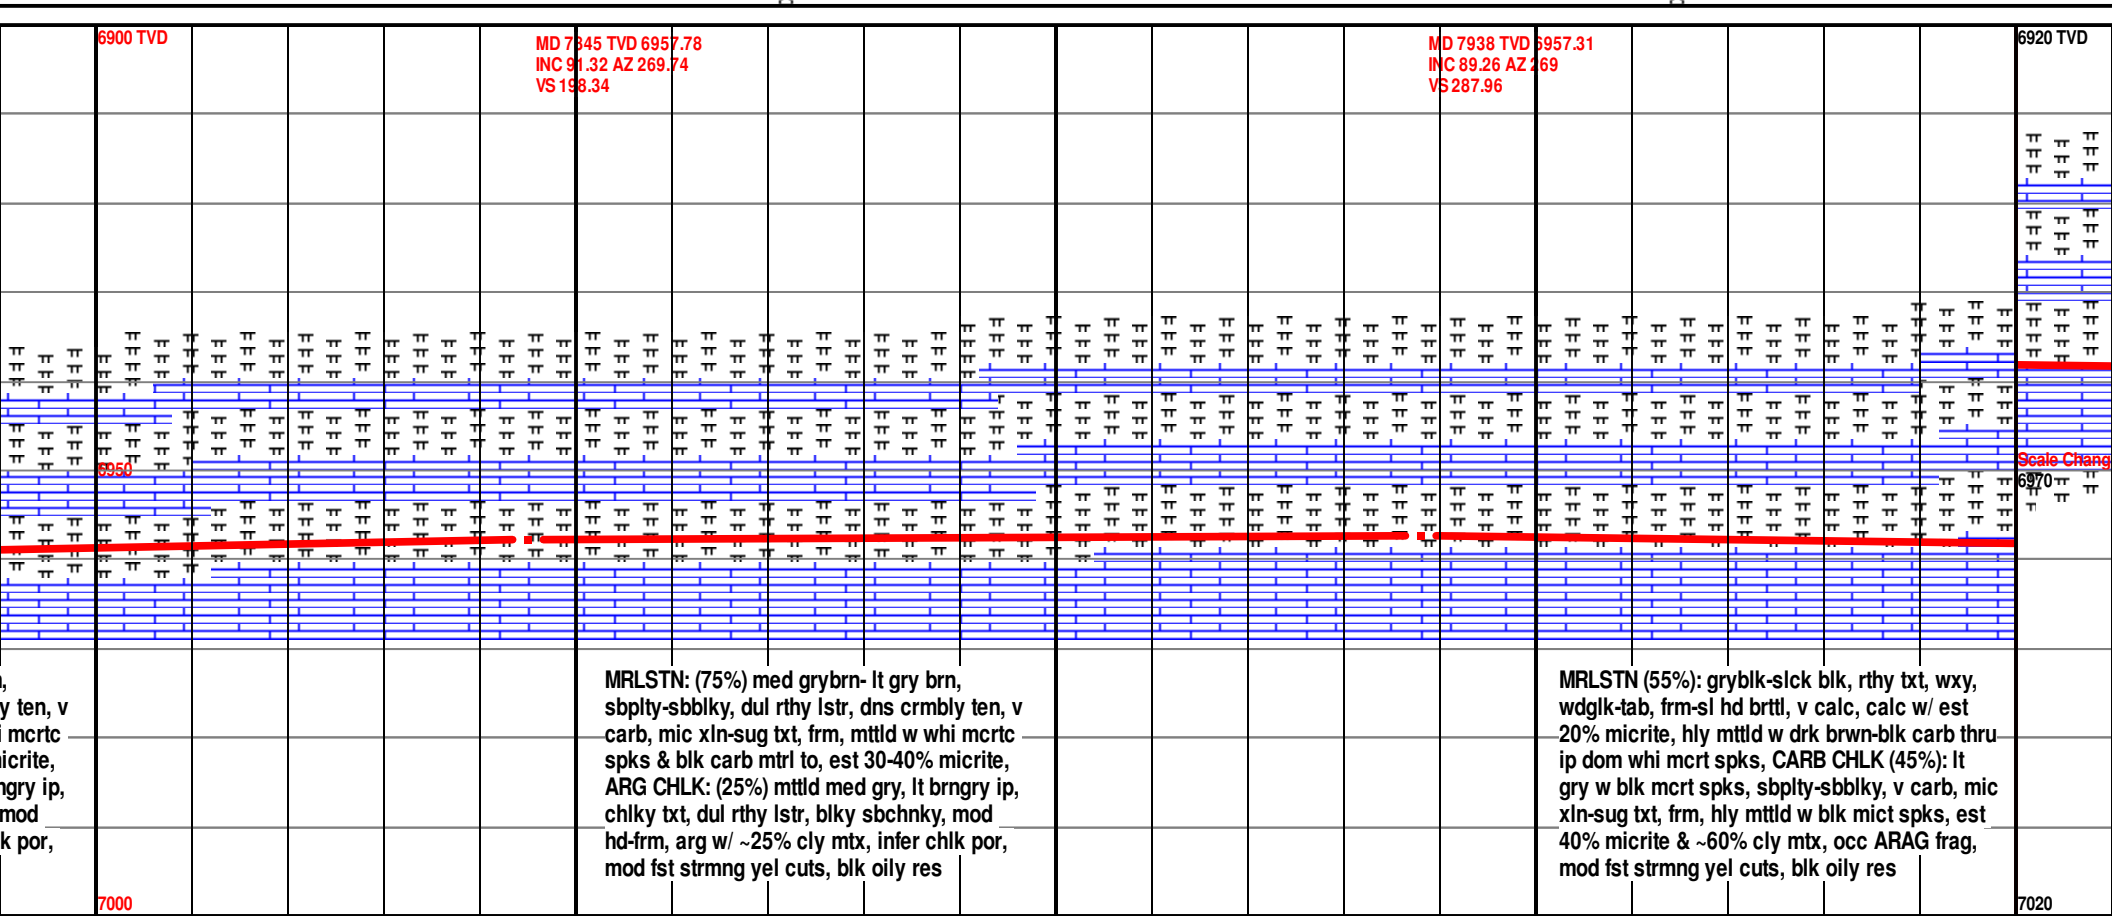 6900 TVD
MD 7845 TVD 6957.78
INC 91.32 AZ 269.74
VS 198.34
MD 7938 TVD 6957.31
INC 89.26 AZ 269
VS 287.96
6920 TVD
6950
Scale Chang
6970
y ten, v
i mcrtc
icrite,
ngry ip,
mod
k por,
MRLSTN: (75%) med grybrn- lt gry brn,
sbplty-sbblky, dul rthy lstr, dns crmbly ten, v
carb, mic xln-sug txt, frm, mttld w whi mcrtc
spks & blk carb mtrl to, est 30-40% micrite,
ARG CHLK: (25%) mttld med gry, lt brngry ip,
chlky txt, dul rthy lstr, blky sbchnky, mod
hd-frm, arg w/ ~25% cly mtx, infer chlk por,
mod fst strmng yel cuts, blk oily res
MRLSTN (55%): gryblk-slck blk, rthy txt, wxy,
wdglk-tab, frm-sl hd brttl, v calc, calc w/ est
20% micrite, hly mttld w drk brwn-blk carb thru
ip dom whi mcrt spks, CARB CHLK (45%): lt
gry w blk mcrt spks, sbplty-sbblky, v carb, mic
xln-sug txt, frm, hly mttld w blk mict spks, est
40% micrite & ~60% cly mtx, occ ARAG frag,
mod fst strmng yel cuts, blk oily res
7000
7020